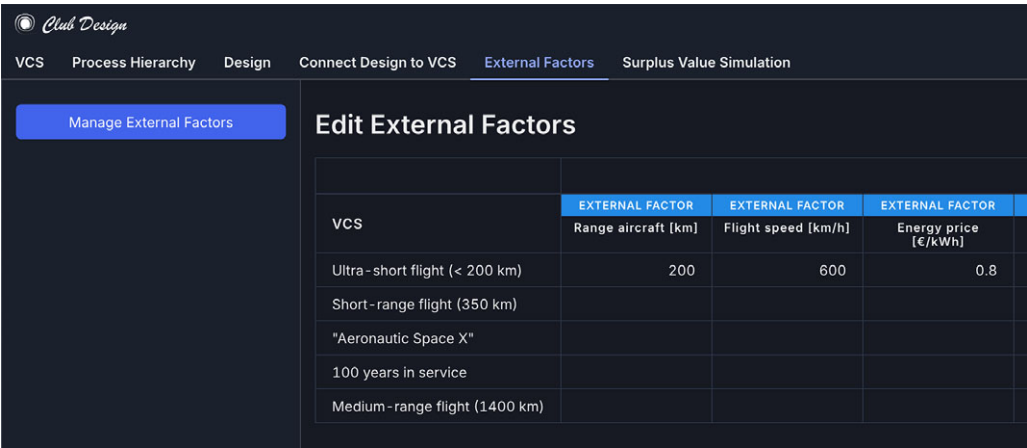 Club Design
VCS Process Hierarchy Design Connect Design to VCS External Factors Surplus Value Simulation
Manage External Factors
Edit External Factors
EXTERNAL FACTOR EXTERNAL FACTOR EXTERNAL FACTOR
VCS Range aircraft [km] Flight speed [km/h] Energy price
[€/kWh]
Ultra-short flight (< 200 km) 200 600 0.8
Short-range flight (350 km)
"Aeronautic Space X"
100 years in service
Medium-range flight (1400 km)